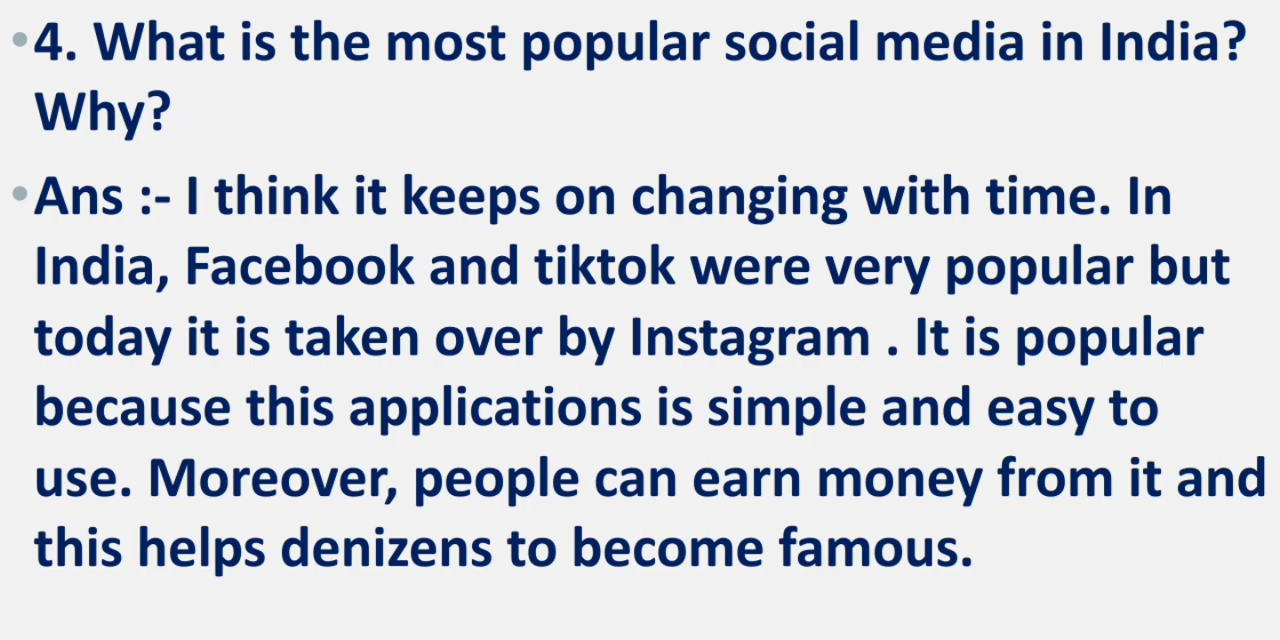 •4. What is the most popular social media in India?
Why?
•Ans :- I think it keeps on changing with time. In
India, Facebook and tiktok were very popular but
today it is taken over by Instagram . It is popular
because this applications is simple and easy to
use. Moreover, people can earn money from it and
this helps denizens to become famous.